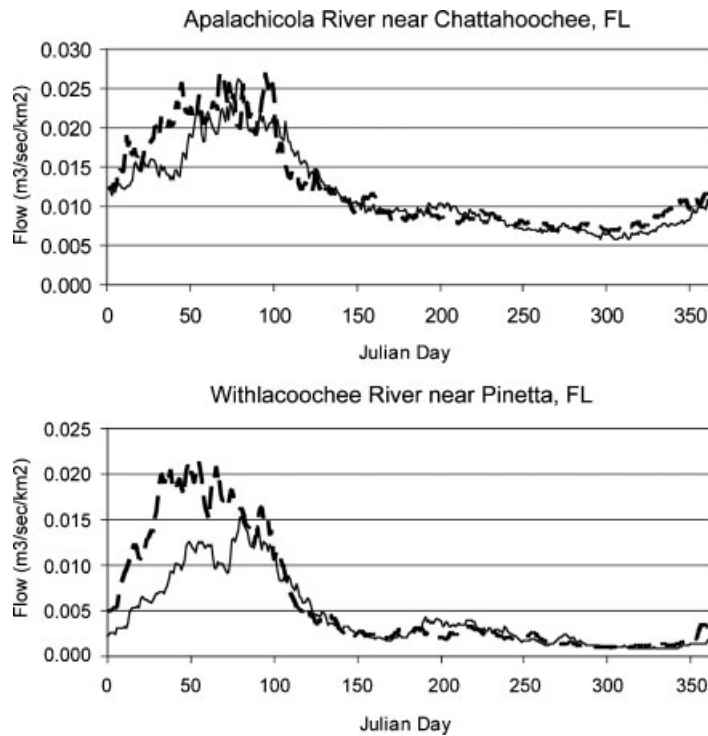 Apalachicola River near Chattahoochee, FL
Flow (m3/sec/km2)
0.030
0.025
0.020
0.015
0.010
0.005
0.000
0 50 100 150 200 250 300 350
Julian Day
Withlacoochee River near Pinetta, FL
Flow (m3/sec/km2)
0.025
0.020
0.015
0.010
0.005
0.000
0 50 100 150 200 250 300 350
Julian Day